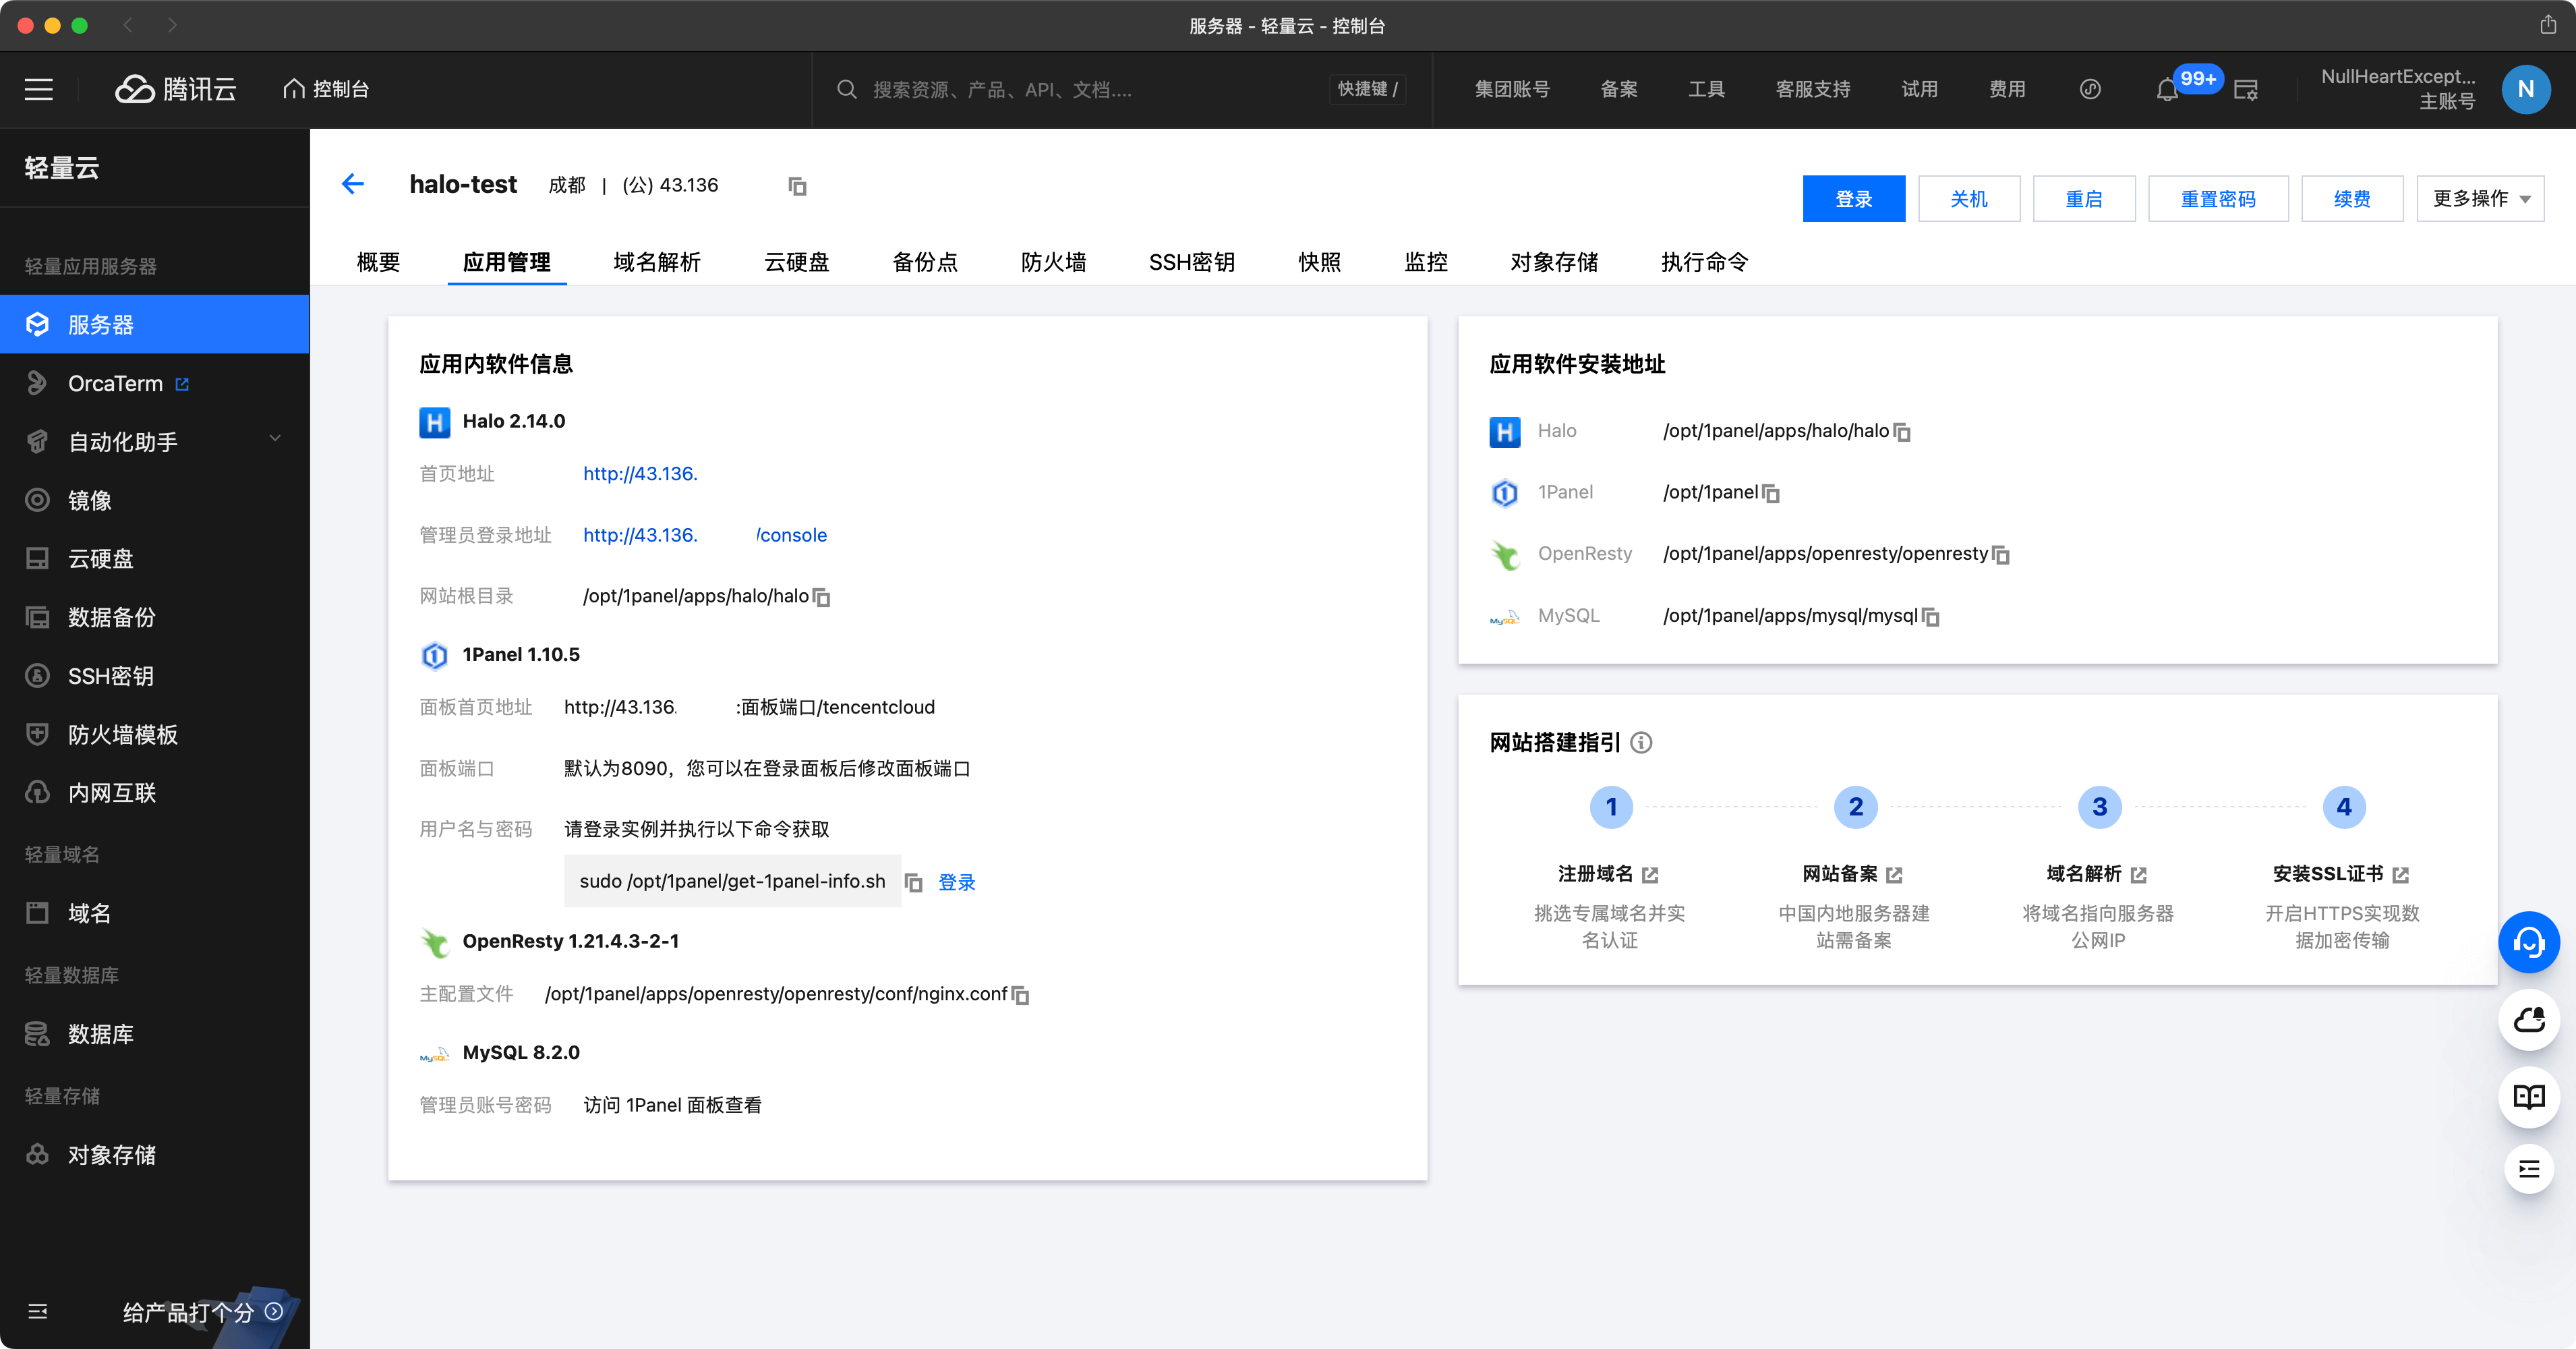 服务器 - 轻量云 - 控制台
腾讯云
控制台
搜索资源、产品、API、文档....
快捷键 /
集团账号
备案
工具
客服支持
试用
费用
99+
NullHeartExcept...
主账号
N
轻量云
轻量应用服务器
服务器
OrcaTerm
自动化助手
镜像
云硬盘
数据备份
SSH密钥
防火墙模板
内网互联
轻量域名
域名
轻量数据库
数据库
轻量存储
对象存储
给产品打个分
halo-test
成都 | (公) 43.136
登录
关机
重启
重置密码
续费
更多操作
概要
应用管理
域名解析
云硬盘
备份点
防火墙
SSH密钥
快照
监控
对象存储
执行命令
应用内软件信息
Halo 2.14.0
首页地址 http://43.136.
管理员登录地址 http://43.136. /console
网站根目录 /opt/1panel/apps/halo/halo
1Panel 1.10.5
面板首页地址 http://43.136. :面板端口/tencentcloud
面板端口 默认为8090，您可以在登录面板后修改面板端口
用户名与密码 请登录实例并执行以下命令获取
sudo /opt/1panel/get-1panel-info.sh 登录
OpenResty 1.21.4.3-2-1
主配置文件 /opt/1panel/apps/openresty/openresty/conf/nginx.conf
MySQL 8.2.0
管理员账号密码 访问 1Panel 面板查看
应用软件安装地址
Halo /opt/1panel/apps/halo/halo
1Panel /opt/1panel
OpenResty /opt/1panel/apps/openresty/openresty
MySQL /opt/1panel/apps/mysql/mysql
网站搭建指引
1
2
3
4
注册域名
挑选专属域名并实
名认证
网站备案
中国内地服务器建
站需备案
域名解析
将域名指向服务器
公网IP
安装SSL证书
开启HTTPS实现数
据加密传输